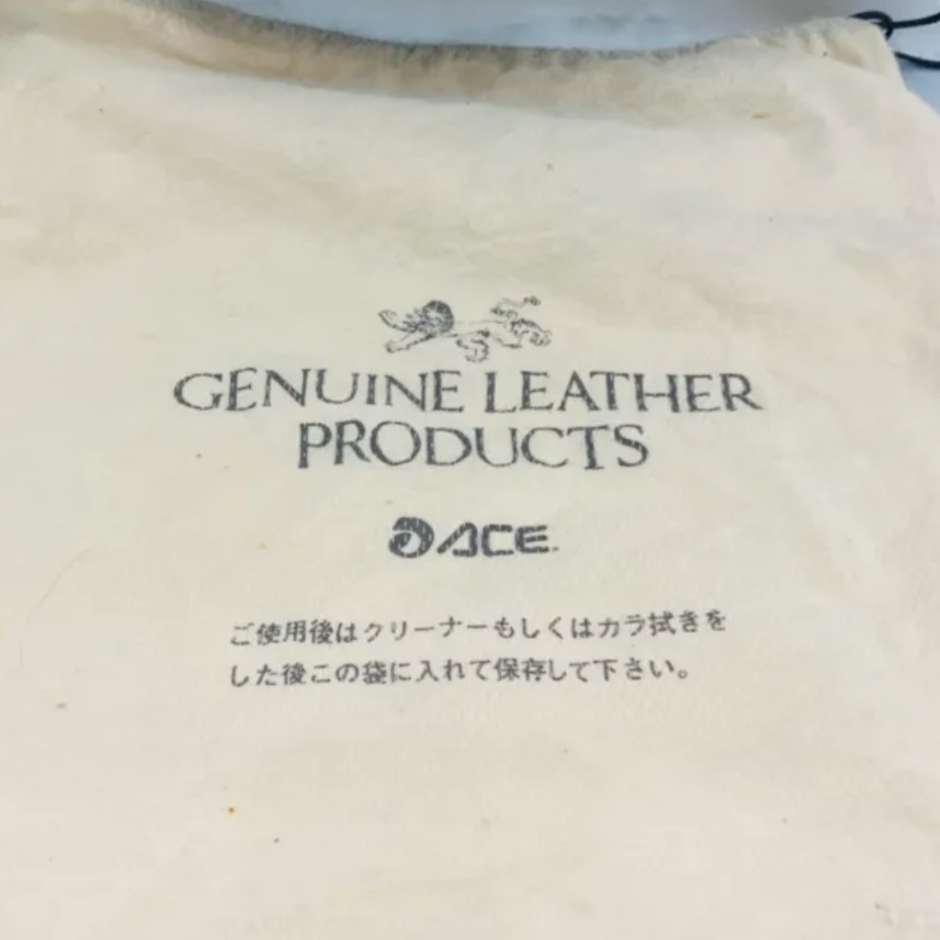 GENUINE LEATHER
PRODUCTS
ACE.
ご使用後はクリーナーもしくはカラ拭きを
した後この袋に入れて保存して下さい。